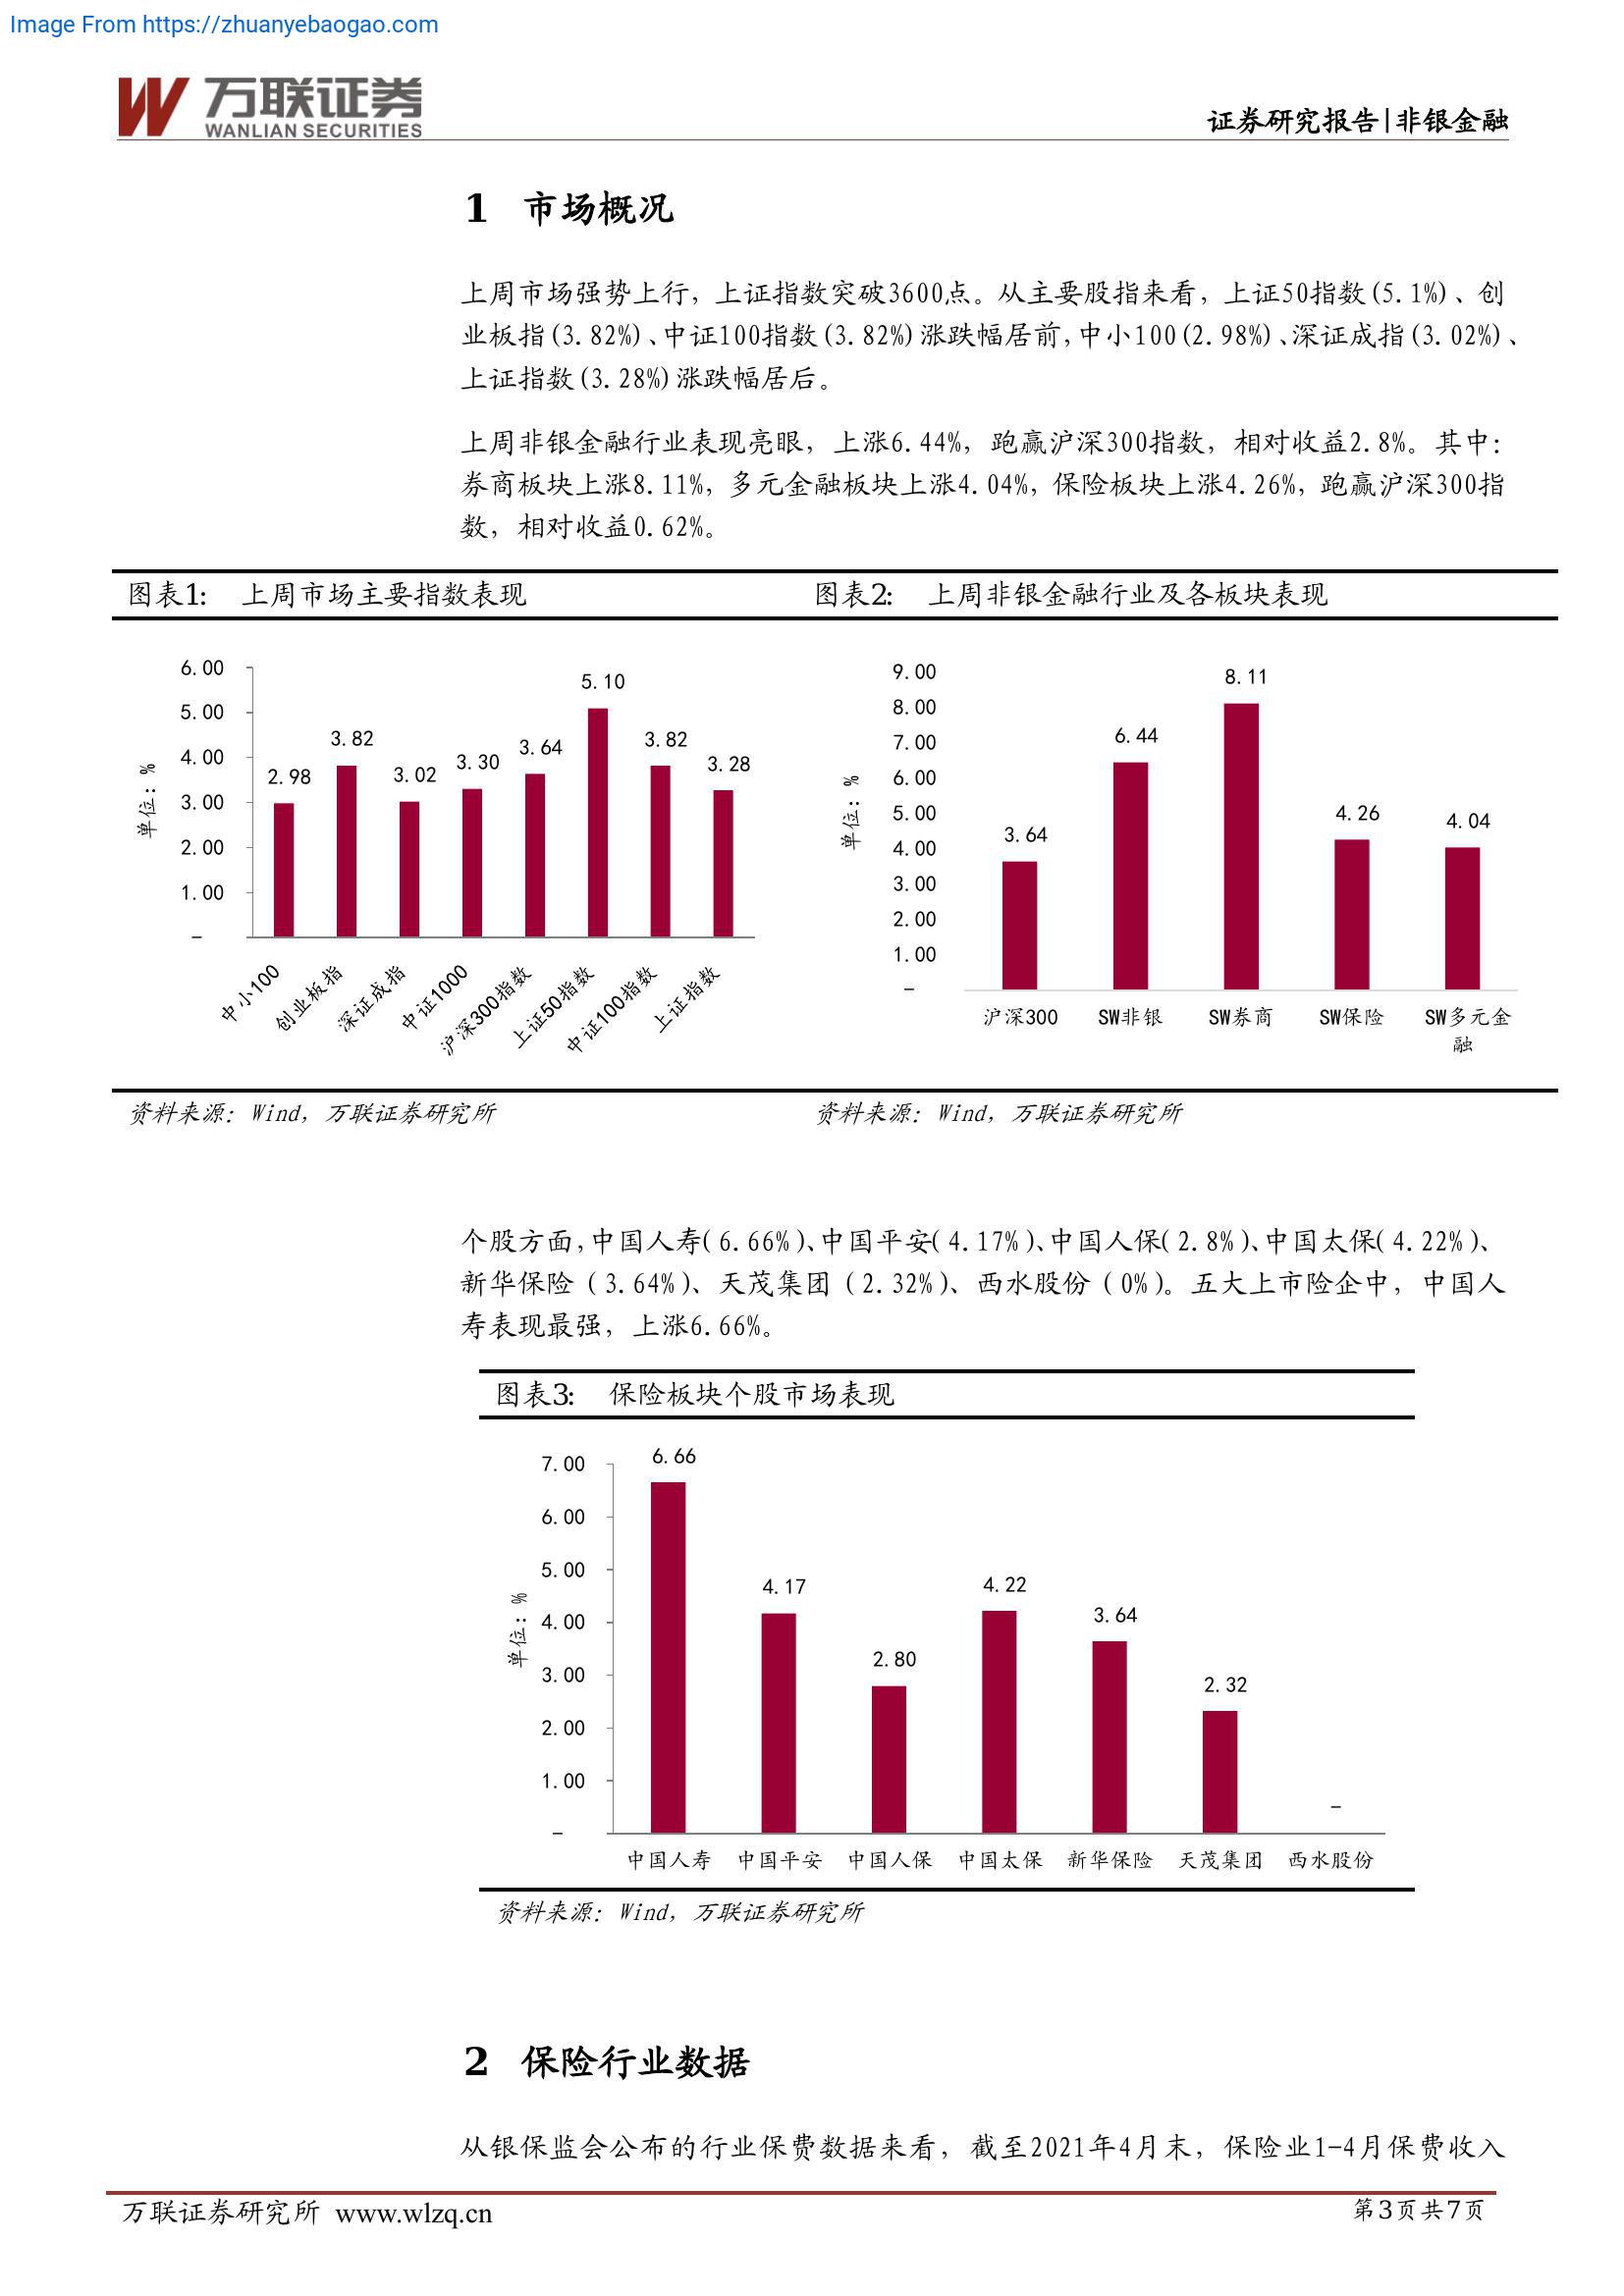 Image From https://zhuanyebaogao.com
万联证券
WANLIAN SECURITIES
证券研究报告|非银金融
1 市场概况
上周市场强势上行，上证指数突破3600点。从主要股指来看，上证50指数(5.1%)、创
业板指(3.82%)、中证100指数(3.82%)涨跌幅居前,中小100(2.98%)、深证成指(3.02%)、
上证指数(3.28%)涨跌幅居后。
上周非银金融行业表现亮眼，上涨6.44%，跑赢沪深300指数，相对收益2.8%。其中：
券商板块上涨8.11%，多元金融板块上涨4.04%，保险板块上涨4.26%，跑赢沪深300指
数，相对收益0.62%。
图表1: 上周市场主要指数表现
单位：%
6.00
5.00
4.00
3.00
2.00
1.00
–
2.98
3.82
3.02
3.30
3.64
5.10
3.82
3.28
中小100
创业板指
深证成指
中证1000
沪深300指数
上证50指数
中证100指数
上证指数
资料来源：Wind，万联证券研究所
图表2: 上周非银金融行业及各板块表现
单位：%
9.00
8.00
7.00
6.00
5.00
4.00
3.00
2.00
1.00
–
3.64
6.44
8.11
4.26
4.04
沪深300
SW非银
SW券商
SW保险
SW多元金
融
资料来源：Wind，万联证券研究所
个股方面,中国人寿(6.66%)、中国平安(4.17%)、中国人保(2.8%)、中国太保(4.22%)、
新华保险（3.64%)、天茂集团（2.32%)、西水股份（0%)。五大上市险企中，中国人
寿表现最强，上涨6.66%。
图表3: 保险板块个股市场表现
单位：%
7.00
6.00
5.00
4.00
3.00
2.00
1.00
–
6.66
4.17
2.80
4.22
3.64
2.32
–
中国人寿
中国平安
中国人保
中国太保
新华保险
天茂集团
西水股份
资料来源：Wind，万联证券研究所
2 保险行业数据
从银保监会公布的行业保费数据来看，截至2021年4月末，保险业1-4月保费收入
万联证券研究所 www.wlzq.cn
第3页共7页